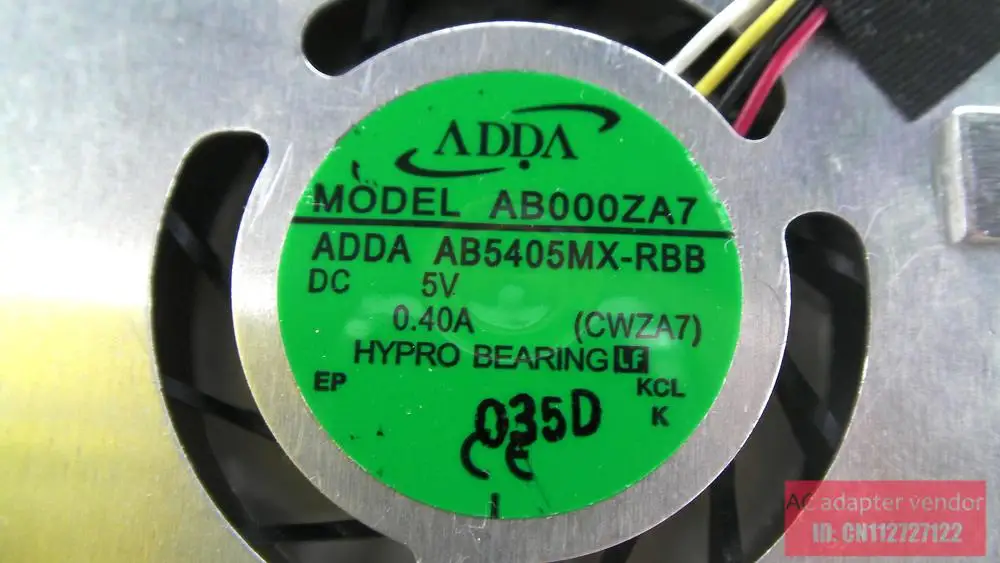 ADDA
MODEL AB000ZA7
ADDA AB5405MX-RBB
DC 5V
0.40A (CWZA7)
HYPRO BEARING LF
EP KCL
K
035D
CE
AC adapter vendor
ID: CN112727122